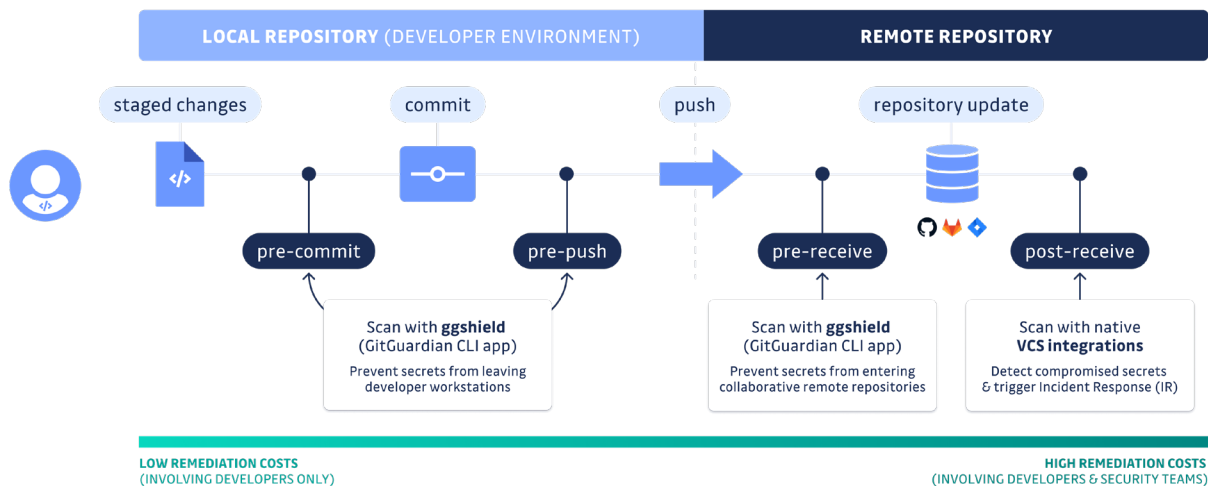 LOCAL REPOSITORY (DEVELOPER ENVIRONMENT)
REMOTE REPOSITORY
staged changes
commit
push
repository update
</>
</>
pre-commit
pre-push
pre-receive
post-receive
Scan with ggshield
(GitGuardian CLI app)
Prevent secrets from leaving
developer workstations
Scan with ggshield
(GitGuardian CLI app)
Prevent secrets from entering
collaborative remote repositories
Scan with native
VCS integrations
Detect compromised secrets
& trigger Incident Response (IR)
LOW REMEDIATION COSTS
(INVOLVING DEVELOPERS ONLY)
HIGH REMEDIATION COSTS
(INVOLVING DEVELOPERS & SECURITY TEAMS)